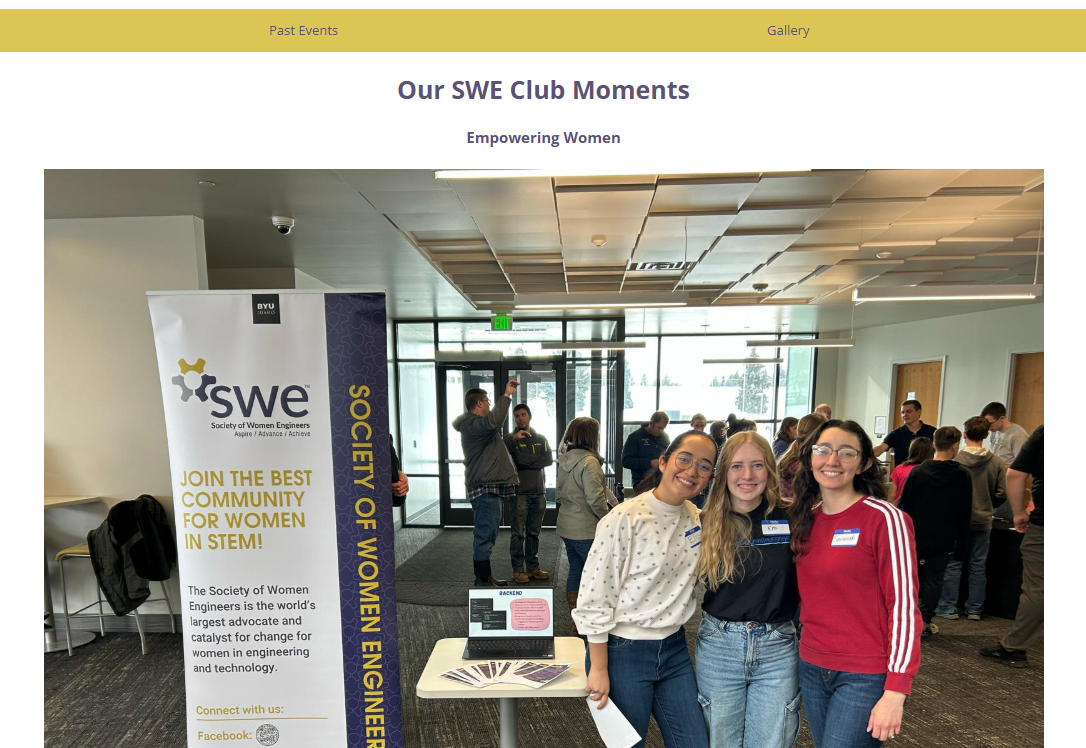 Past Events
Gallery
Our SWE Club Moments
Empowering Women
BYU
IDAHO
EXIT
swe
Society of Women Engineers
Aspire / Advance / Achieve
JOIN THE BEST
COMMUNITY
FOR WOMEN
IN STEM!
The Society of Women
Engineers is the world's
largest advocate and
catalyst for change for
women in engineering
and technology.
Connect with us:
Facebook:
SOCIETY OF WOMEN ENGINEER
BACKEND